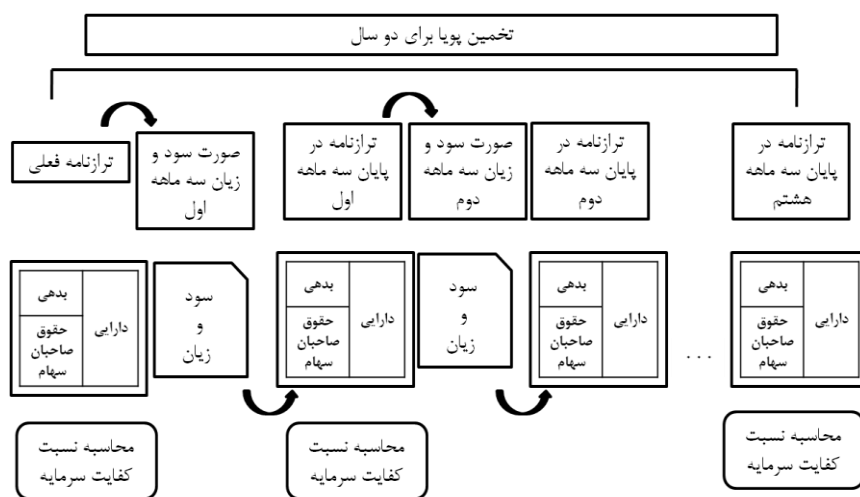 تخمین پویا برای دو سال
ترازنامه فعلی
صورت سود و
زیان سه ماهه
اول
ترازنامه در
پایان سه ماهه
اول
صورت سود و
زیان سه ماهه
دوم
ترازنامه در
پایان سه ماهه
دوم
ترازنامه در
پایان سه ماهه
هشتم
بدهی
حقوق
صاحبان
سهام
دارایی
سود
و
زیان
بدهی
حقوق
صاحبان
سهام
دارایی
سود
و
زیان
بدهی
حقوق
صاحبان
سهام
دارایی
. . .
بدهی
حقوق
صاحبان
سهام
دارایی
محاسبه نسبت
کفایت سرمایه
محاسبه نسبت
کفایت سرمایه
محاسبه نسبت
کفایت سرمایه